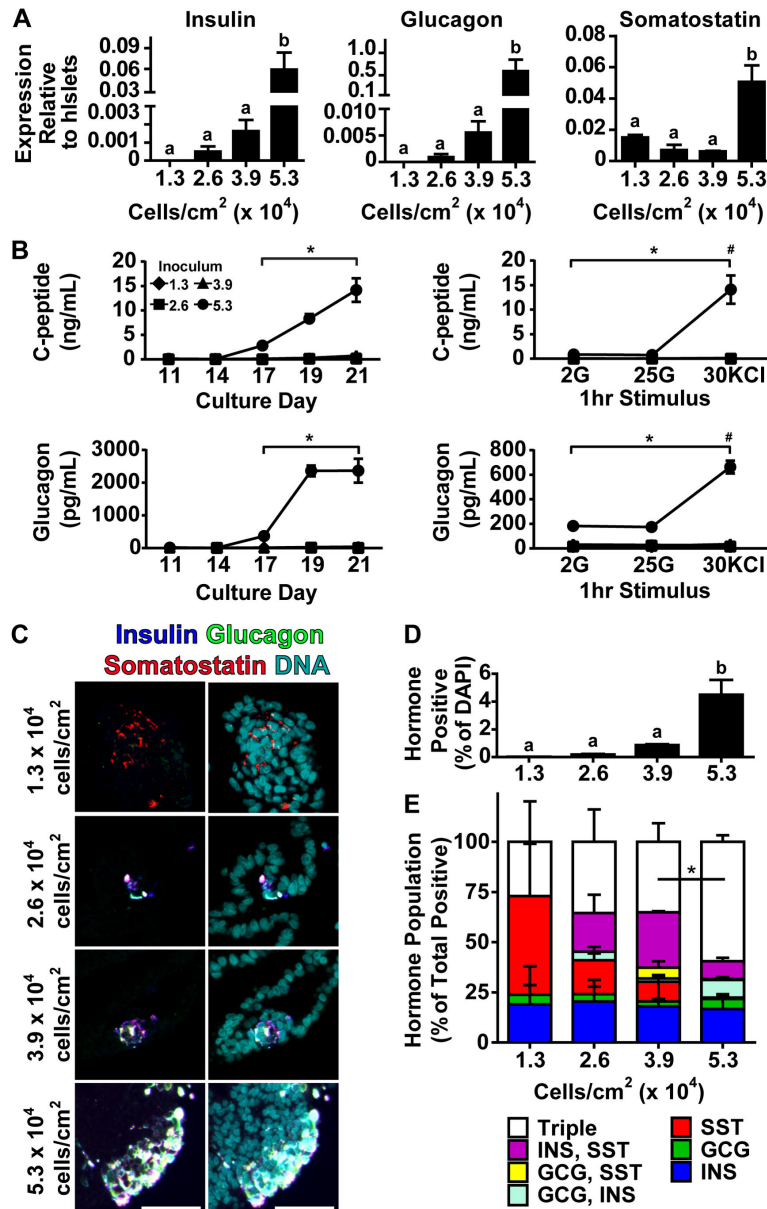 A
Insulin
Glucagon
Somatostatin
Expression
Relative
to hIslets
0.09
0.06
0.03
0.003
0.001
0
a
a
a
b
1.3 2.6 3.9 5.3
Cells/cm² (x 10⁴)
1.0
0.5
0.1
0.010
0.005
0.0
a
a
a
b
1.3 2.6 3.9 5.3
Cells/cm² (x 10⁴)
0.08
0.06
0.04
0.02
0
a
a
a
b
1.3 2.6 3.9 5.3
Cells/cm² (x 10⁴)
B
C-peptide
(ng/mL)
20
15
10
5
0
Inoculum
1.3 3.9
2.6 5.3
*
11 14 17 19 21
Culture Day
C-peptide
(ng/mL)
20
15
10
5
0
*
#
2G 25G 30KCl
1hr Stimulus
Glucagon
(pg/mL)
3000
2000
1000
0
*
11 14 17 19 21
Culture Day
Glucagon
(pg/mL)
800
600
400
200
0
*
#
2G 25G 30KCl
1hr Stimulus
C
Insulin Glucagon
Somatostatin DNA
1.3 x 10⁴
cells/cm²
2.6 x 10⁴
cells/cm²
3.9 x 10⁴
cells/cm²
5.3 x 10⁴
cells/cm²
D
Hormone
Positive
(% of DAPI)
6
4
2
0
a
a
a
b
1.3 2.6 3.9 5.3
E
Hormone Population
(% of Total Positive)
100
75
50
25
0
*
1.3 2.6 3.9 5.3
Cells/cm² (x 10⁴)
Triple
INS, SST
GCG, SST
GCG, INS
SST
GCG
INS